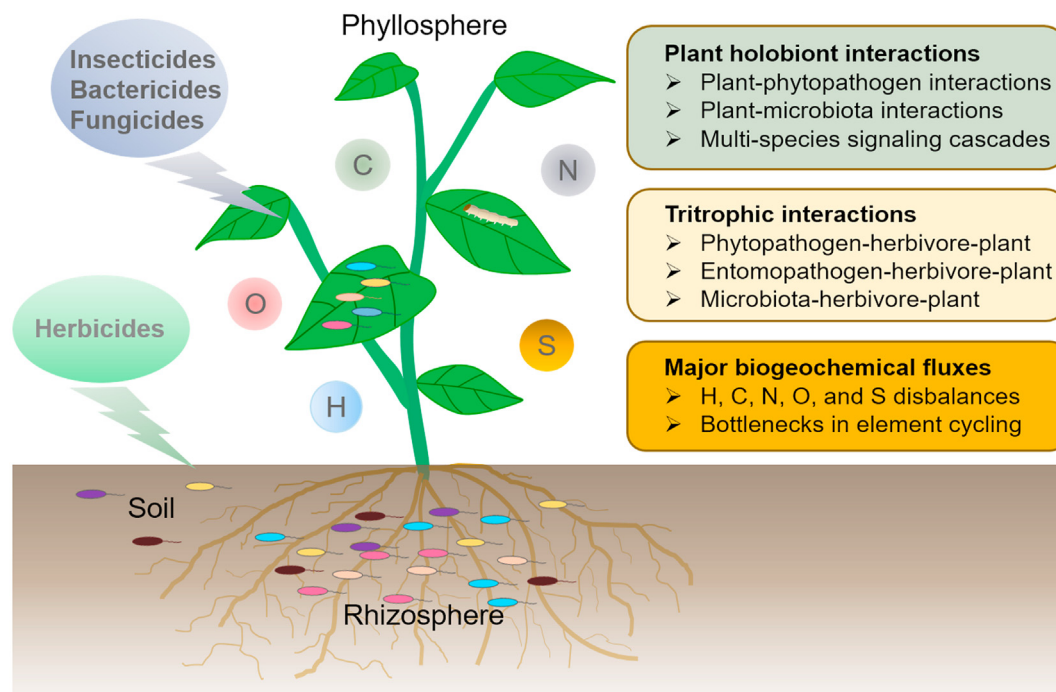 Phyllosphere
Insecticides
Bactericides
Fungicides
C
N
O
Herbicides
S
H
Soil
Rhizosphere
Plant holobiont interactions
➢ Plant-phytopathogen interactions
➢ Plant-microbiota interactions
➢ Multi-species signaling cascades
Tritrophic interactions
➢ Phytopathogen-herbivore-plant
➢ Entomopathogen-herbivore-plant
➢ Microbiota-herbivore-plant
Major biogeochemical fluxes
➢ H, C, N, O, and S disbalances
➢ Bottlenecks in element cycling